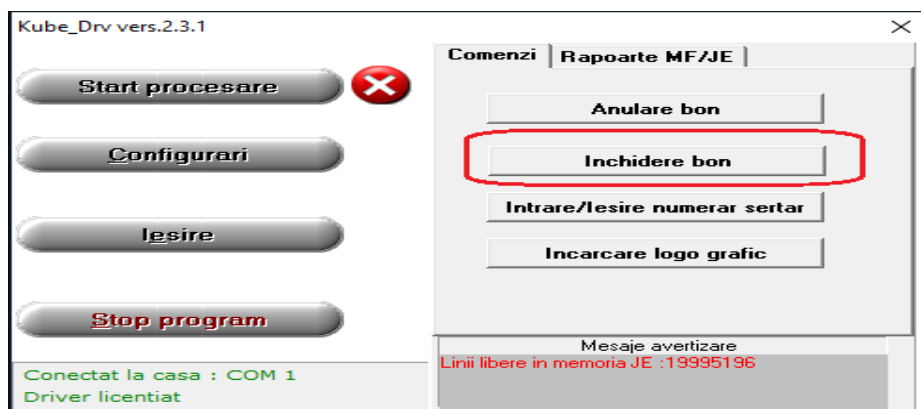 Kube_Drv vers.2.3.1
Start procesare
Configurari
Iesire
Stop program
Conectat la casa : COM 1
Driver licentiat
Comenzi
Rapoarte MF/JE
Anulare bon
Inchidere bon
Intrare/Iesire numerar sertar
Incarcare logo grafic
Mesaje avertizare
Linii libere in memoria JE :19995196